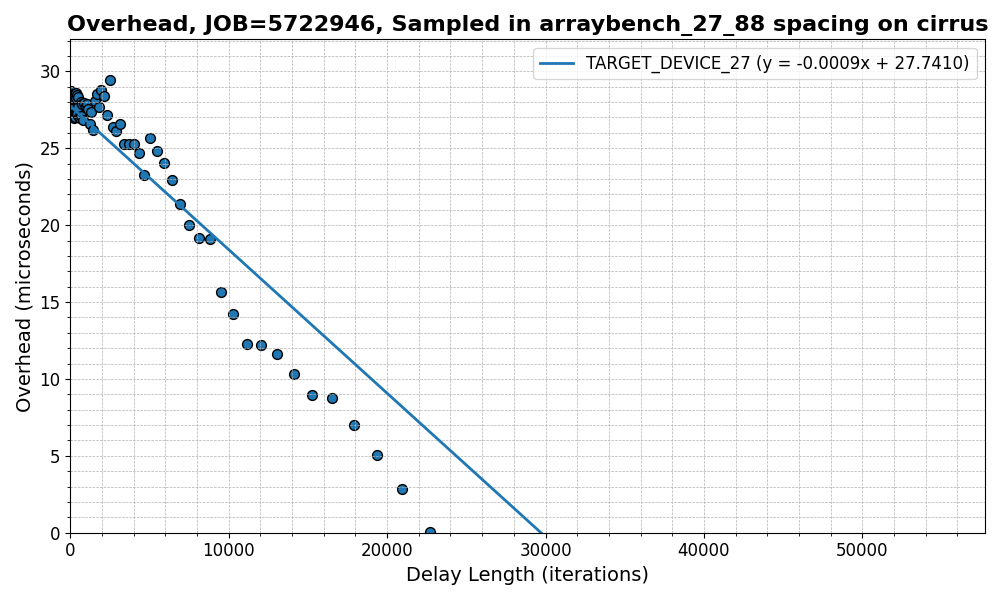 Overhead, JOB=5722946, Sampled in arraybench_27_88 spacing on cirrus
TARGET_DEVICE_27 (y = -0.0009x + 27.7410)
Overhead (microseconds)
30
25
20
15
10
5
0
0 10000 20000 30000 40000 50000
Delay Length (iterations)